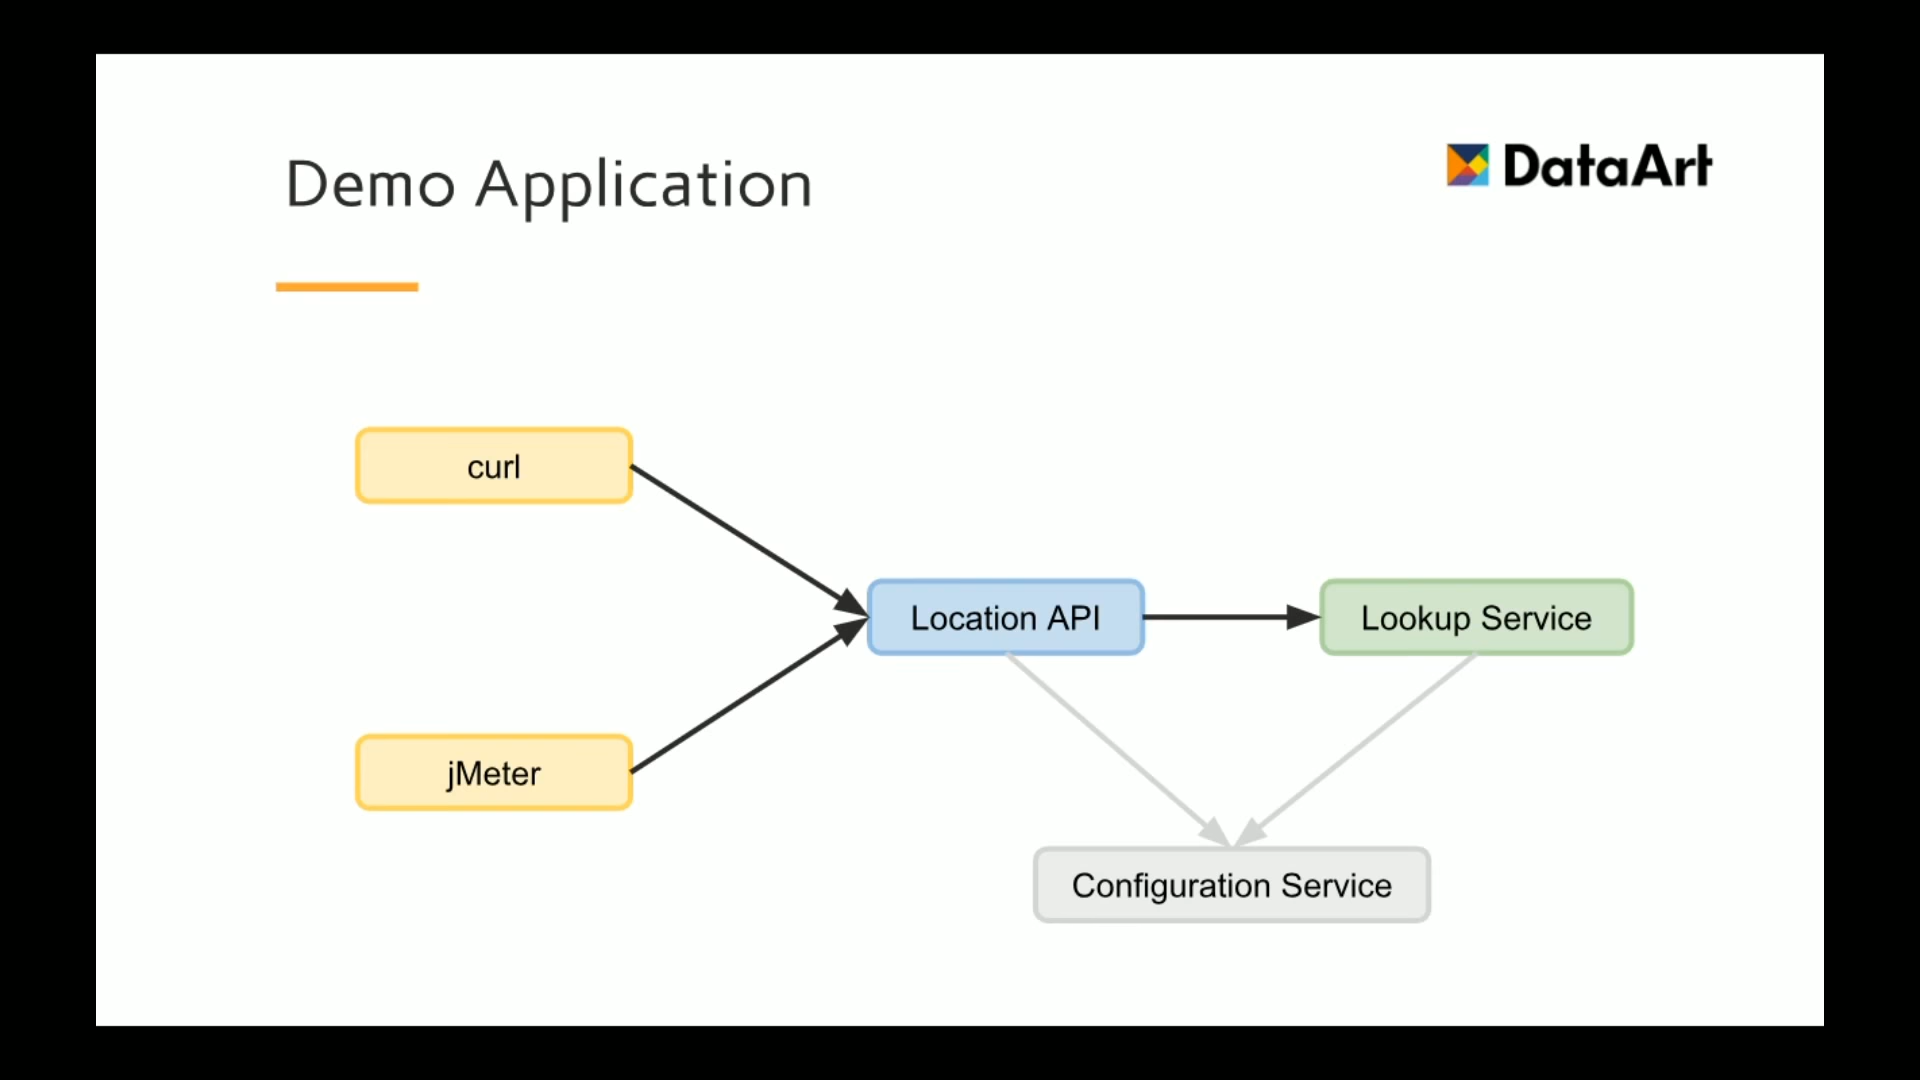 Demo Application
DataArt
curl
Location API
Lookup Service
jMeter
Configuration Service